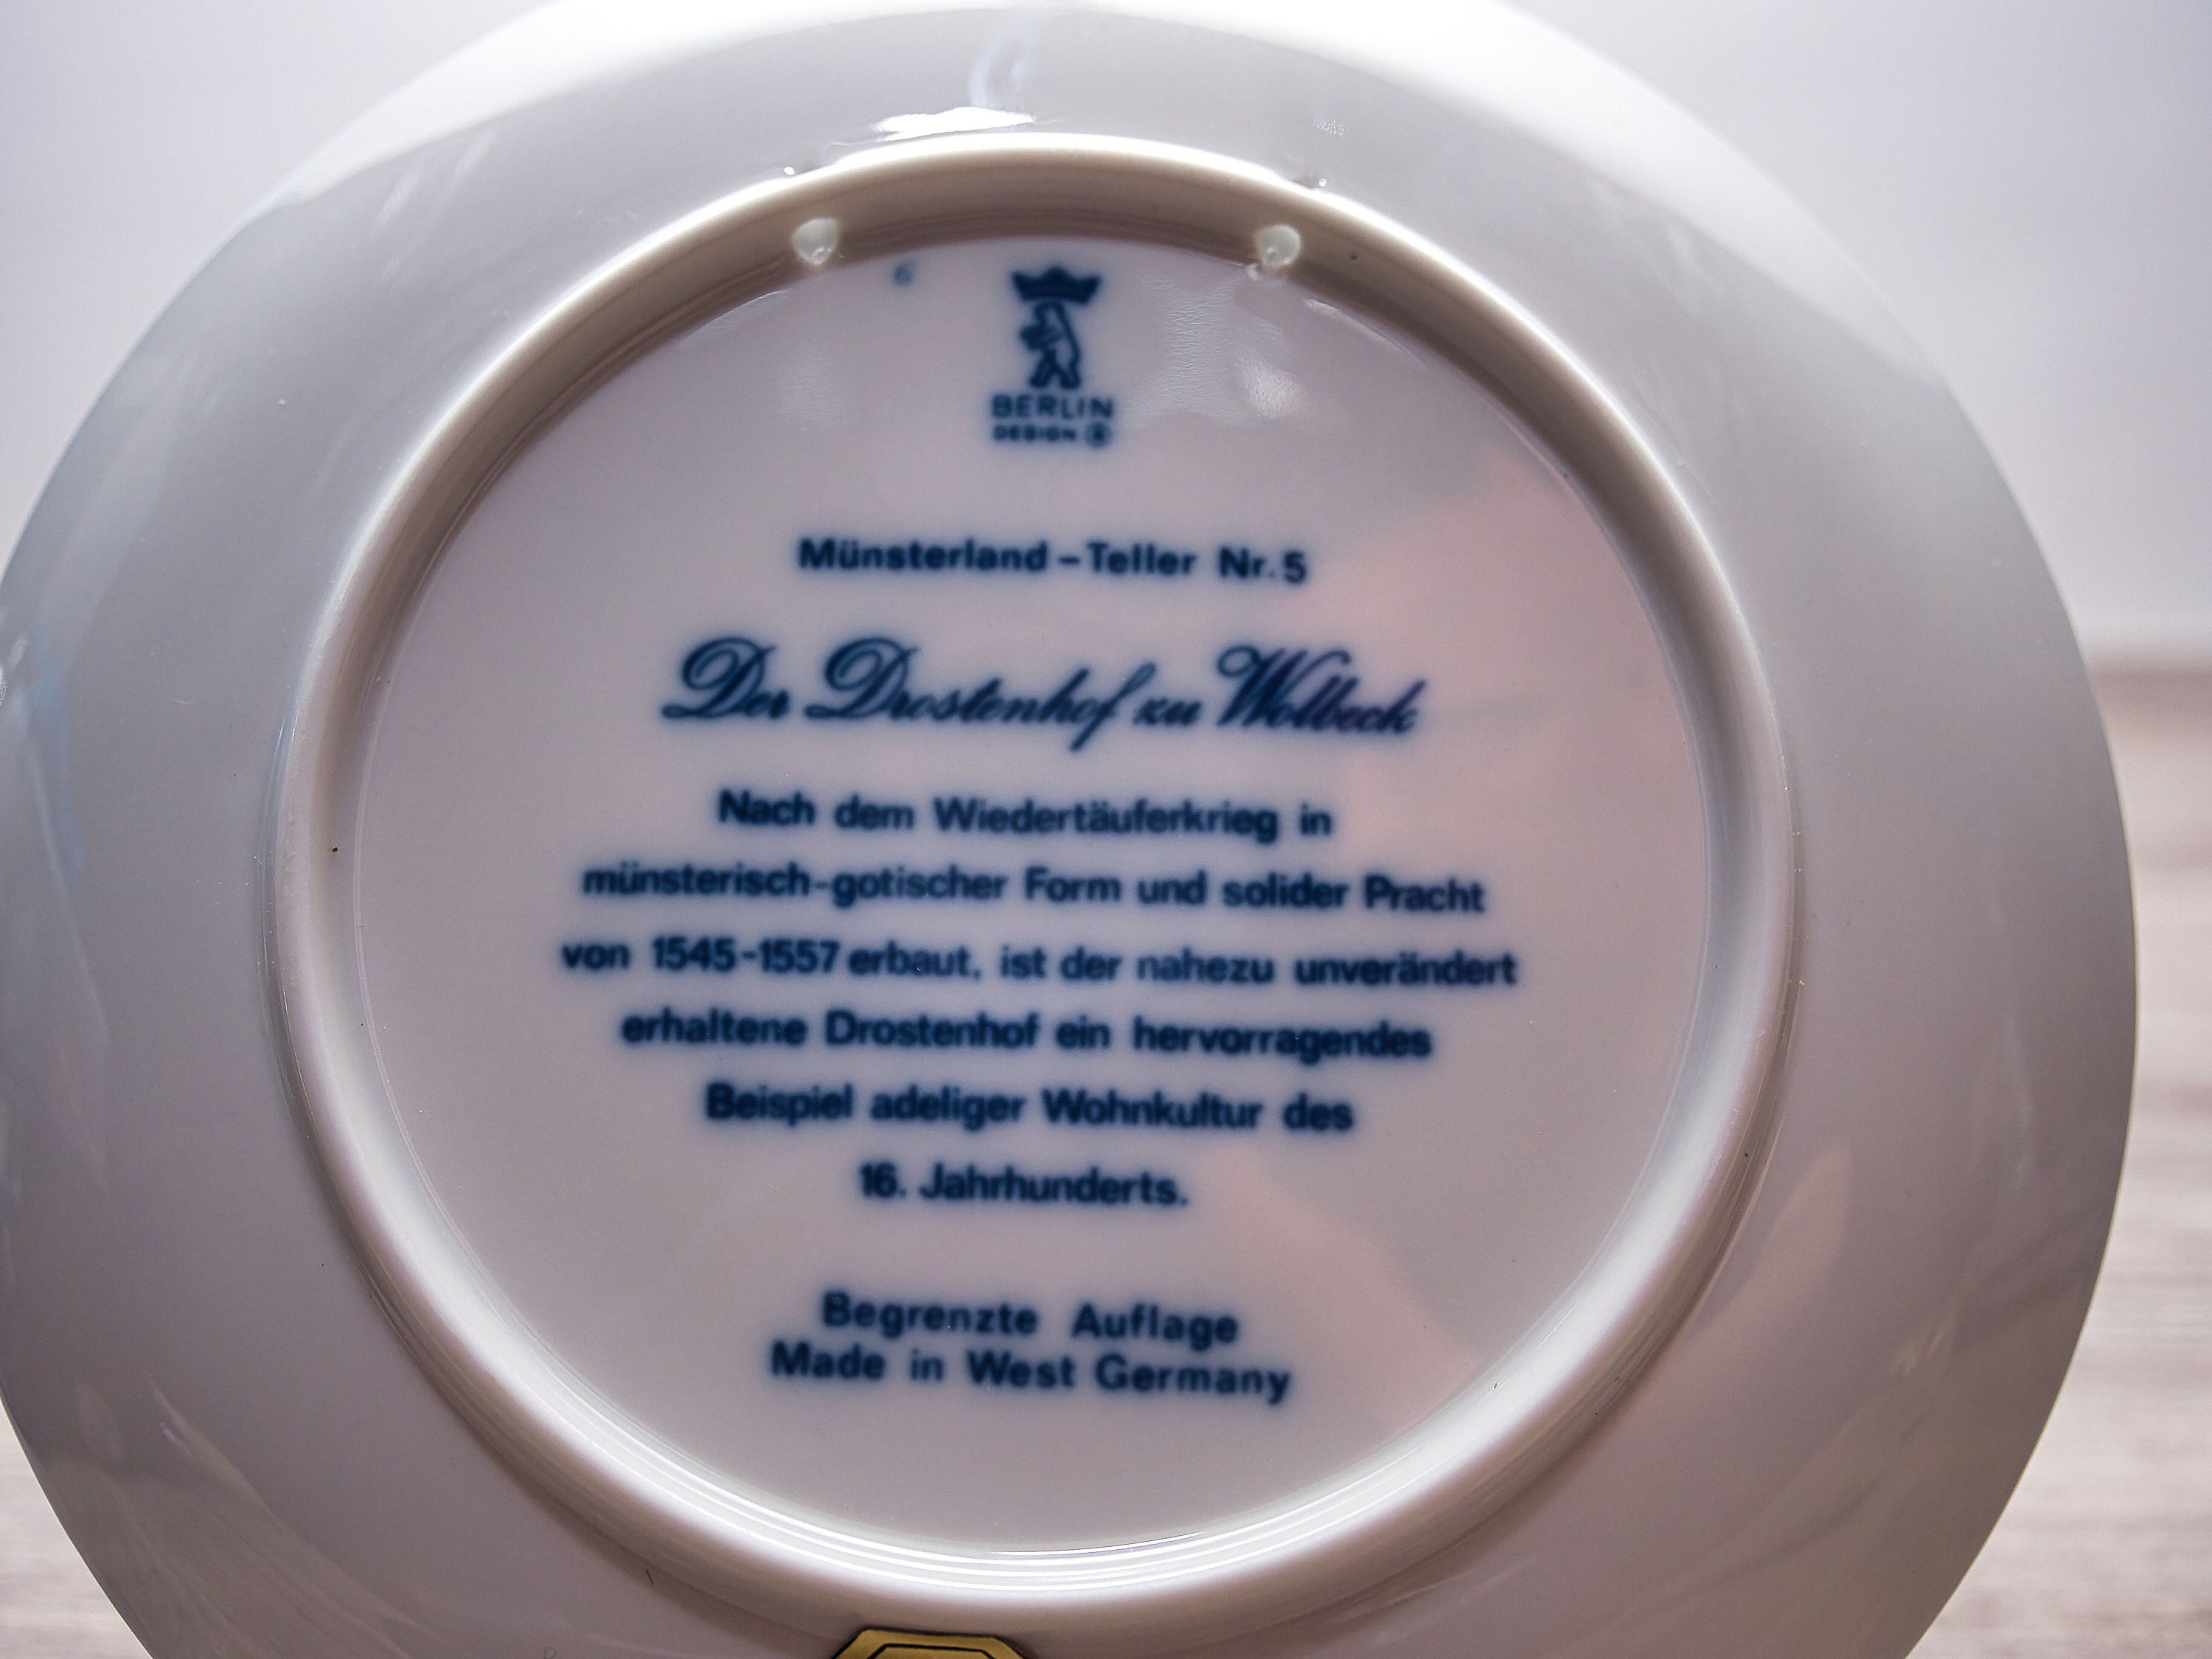 6
BERLIN
DESIGN ®
Münsterland-Teller Nr. 5
Der Drostenhof zu Wolbeck
Nach dem Wiedertäuferkrieg in
münsterisch-gotischer Form und solider Pracht
von 1545-1557 erbaut, ist der nahezu unverändert
erhaltene Drostenhof ein hervorragendes
Beispiel adeliger Wohnkultur des
16. Jahrhunderts.
Begrenzte Auflage
Made in West Germany